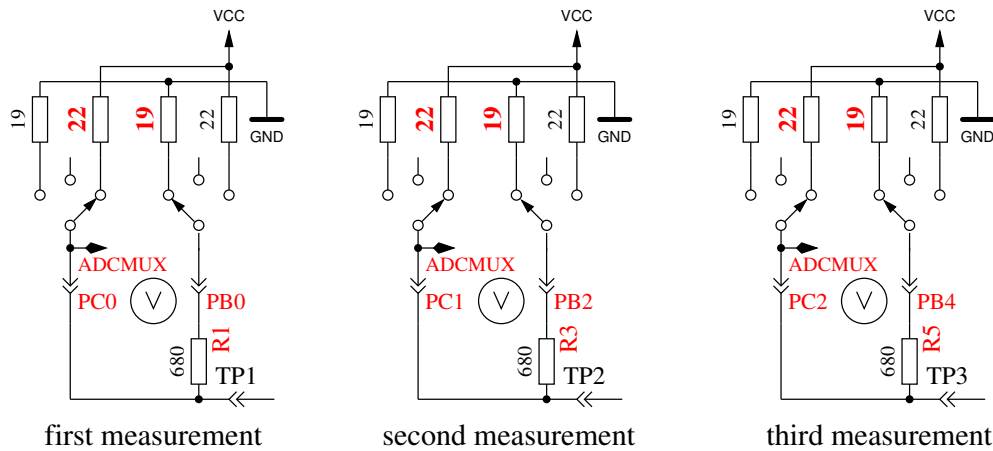 VCC
19
22
19
22
GND
ADCMUX
PC0
V
PB0
680
R1
TP1
first measurement
VCC
19
22
19
22
GND
ADCMUX
PC1
V
PB2
680
R3
TP2
second measurement
VCC
19
22
19
22
GND
ADCMUX
PC2
V
PB4
680
R5
TP3
third measurement